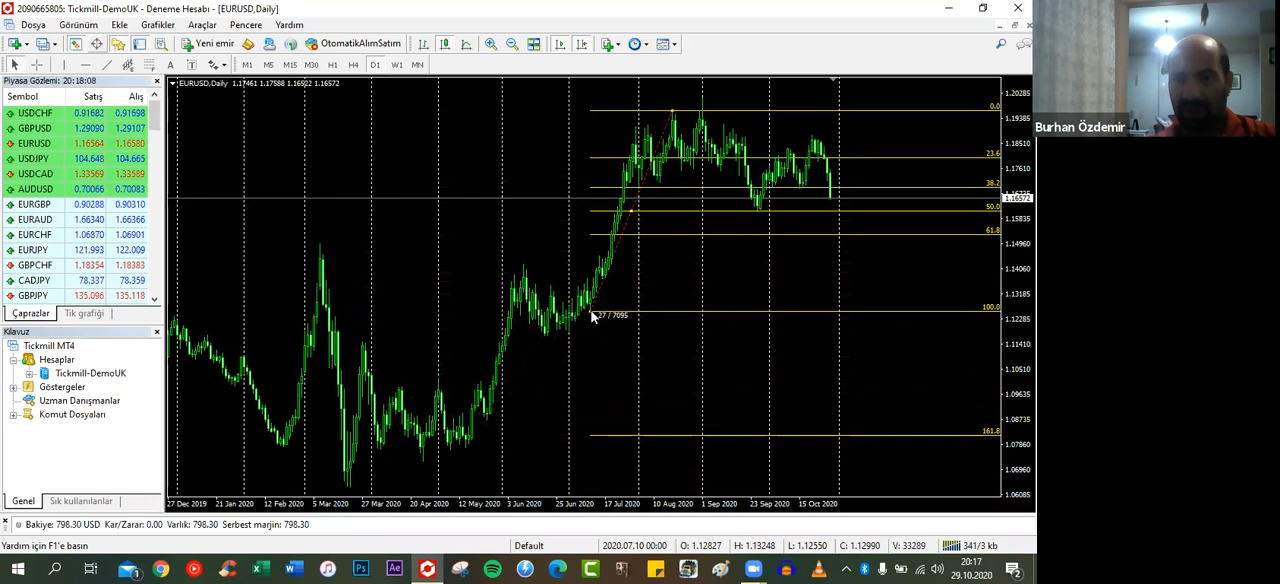 2090665805: Tickmill-DemoUK - Deneme Hesabı - [EURUSD,Daily]
Dosya Görünüm Ekle Grafikler Araçlar Pencere Yardım
Yeni emir OtomatikAlımSatım
A T M1 M5 M15 M30 H1 H4 D1 W1 MN
Piyasa Gözlemi: 20:18:08
Sembol Satış Alış
USDCHF 0.91682 0.91698
GBPUSD 1.29090 1.29107
EURUSD 1.16564 1.16580
USDJPY 104.648 104.665
USDCAD 1.33569 1.33589
AUDUSD 0.70066 0.70083
EURGBP 0.90288 0.90310
EURAUD 1.66340 1.66366
EURCHF 1.06870 1.06901
EURJPY 121.993 122.009
GBPCHF 1.18354 1.18383
CADJPY 78.337 78.359
GBPJPY 135.096 135.118
Çaprazlar Tik grafiği
Kılavuz
Tickmill MT4
Hesaplar
Tickmill-DemoUK
Göstergeler
Uzman Danışmanlar
Komut Dosyaları
Genel Sık kullanılanlar
EURUSD,Daily 1.17461 1.17588 1.16522 1.16572
0.0
23.6
38.2
50.0
61.8
100.0
161.8
27 / 7095
1.20285
1.19385
1.18510
1.17610
1.16572
1.15835
1.14960
1.14060
1.13185
1.12285
1.11410
1.10510
1.09635
1.08735
1.07860
1.06960
1.06085
27 Dec 2019 21 Jan 2020 12 Feb 2020 5 Mar 2020 27 Mar 2020 20 Apr 2020 12 May 2020 3 Jun 2020 25 Jun 2020 17 Jul 2020 10 Aug 2020 1 Sep 2020 23 Sep 2020 15 Oct 2020
Bakiye: 798.30 USD Kar/Zarar: 0.00 Varlık: 798.30 Serbest marjin: 798.30
Yardım için F1'e basın Default 2020.07.10 00:00 O: 1.12827 H: 1.13248 L: 1.12550 C: 1.12990 V: 33289 341/3 kb
Burhan Özdemir
20:17
29.10.2020